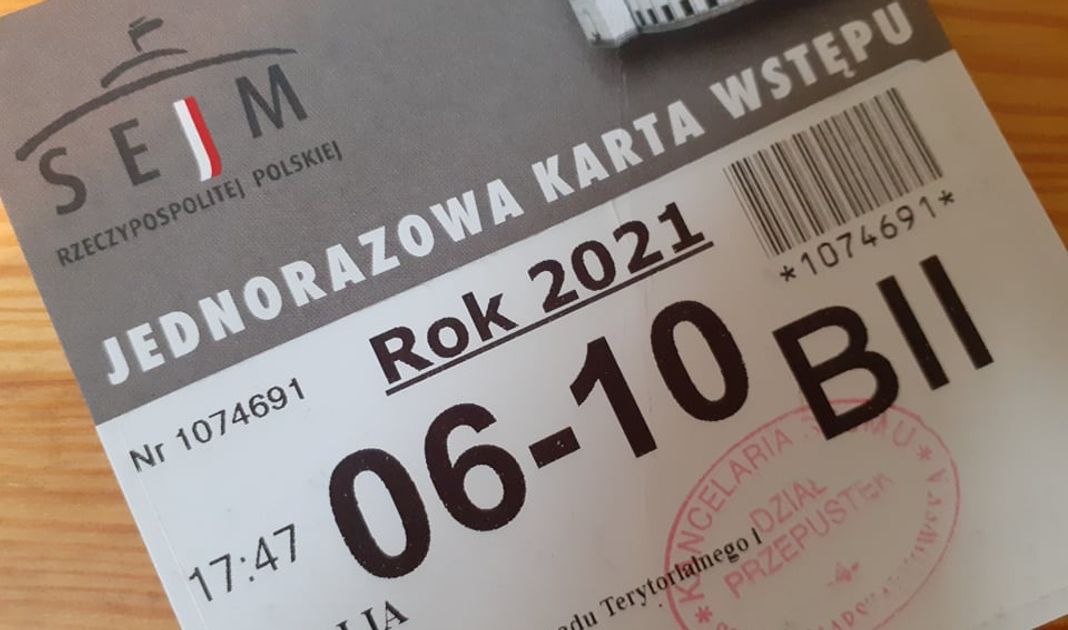 SEJM
RZECZYPOSPOLITEJ POLSKIEJ
JEDNORAZOWA KARTA WSTĘPU
*1074691*
Rok 2021
Nr 1074691
06-10 BII
17:47
KANCELARIA SEJMU
DZIAŁ
PRZEPUSTEK
Terytorialnego